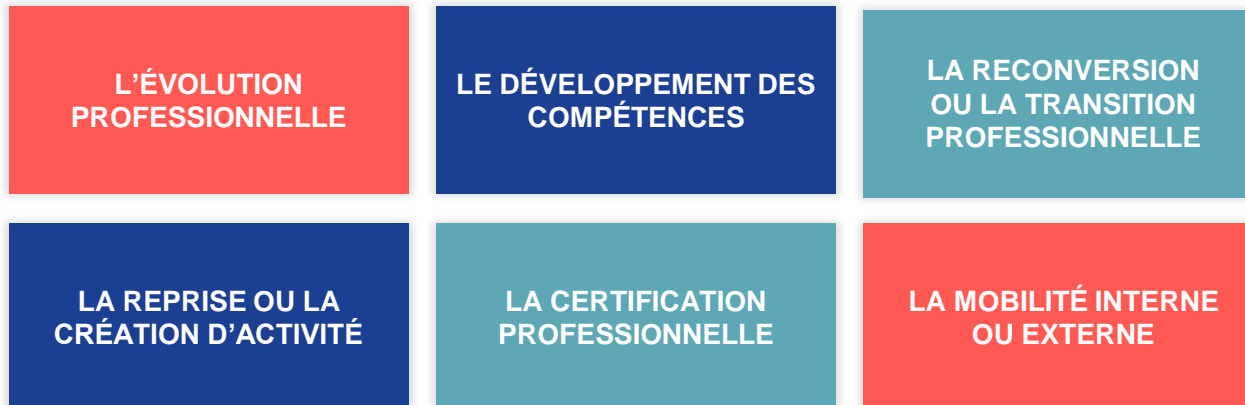 L’ÉVOLUTION
PROFESSIONNELLE
LE DÉVELOPPEMENT DES
COMPÉTENCES
LA RECONVERSION
OU LA TRANSITION
PROFESSIONNELLE
LA REPRISE OU LA
CRÉATION D’ACTIVITÉ
LA CERTIFICATION
PROFESSIONNELLE
LA MOBILITÉ INTERNE
OU EXTERNE